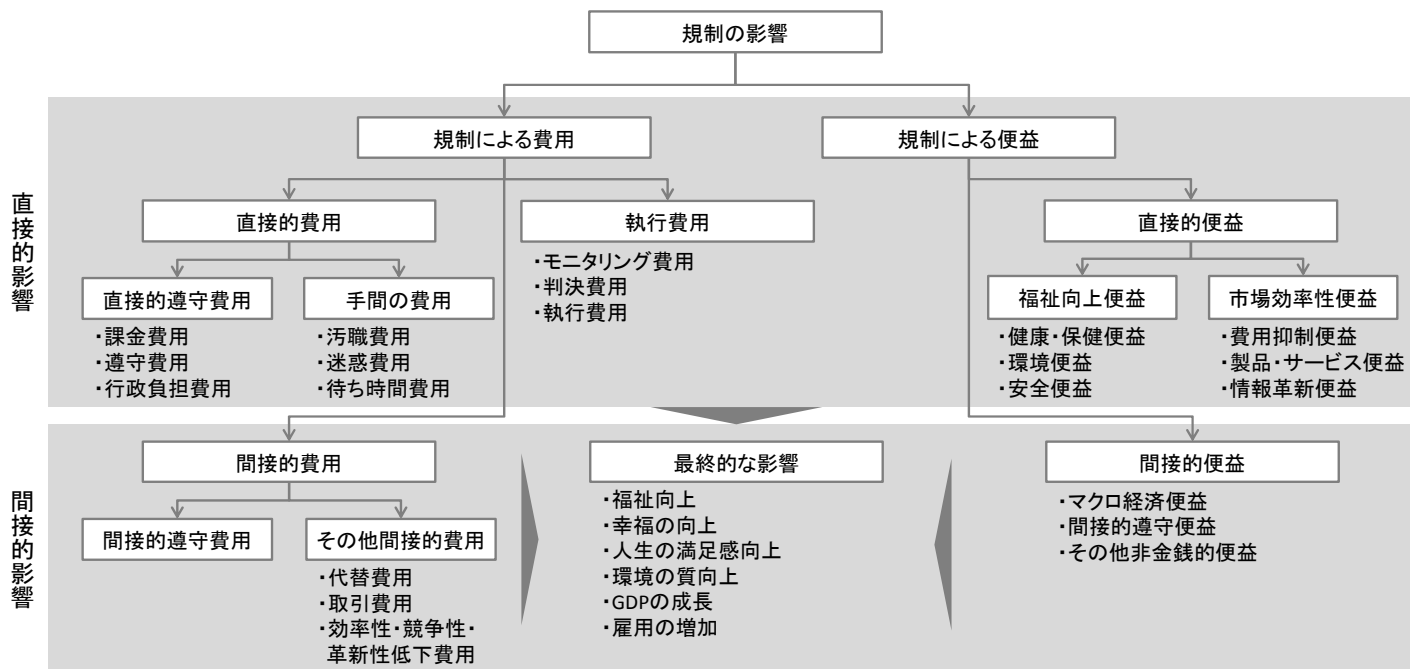 規制の影響
直接的影響
規制による費用
規制による便益
直接的費用
執行費用
・モニタリング費用
・判決費用
・執行費用
直接的便益
直接的遵守費用
・課金費用
・遵守費用
・行政負担費用
手間の費用
・汚職費用
・迷惑費用
・待ち時間費用
福祉向上便益
・健康・保健便益
・環境便益
・安全便益
市場効率性便益
・費用抑制便益
・製品・サービス便益
・情報革新便益
間接的影響
間接的費用
間接的遵守費用
その他間接的費用
・代替費用
・取引費用
・効率性・競争性・
革新性低下費用
最終的な影響
・福祉向上
・幸福の向上
・人生の満足感向上
・環境の質向上
・GDPの成長
・雇用の増加
間接的便益
・マクロ経済便益
・間接的遵守便益
・その他非金銭的便益